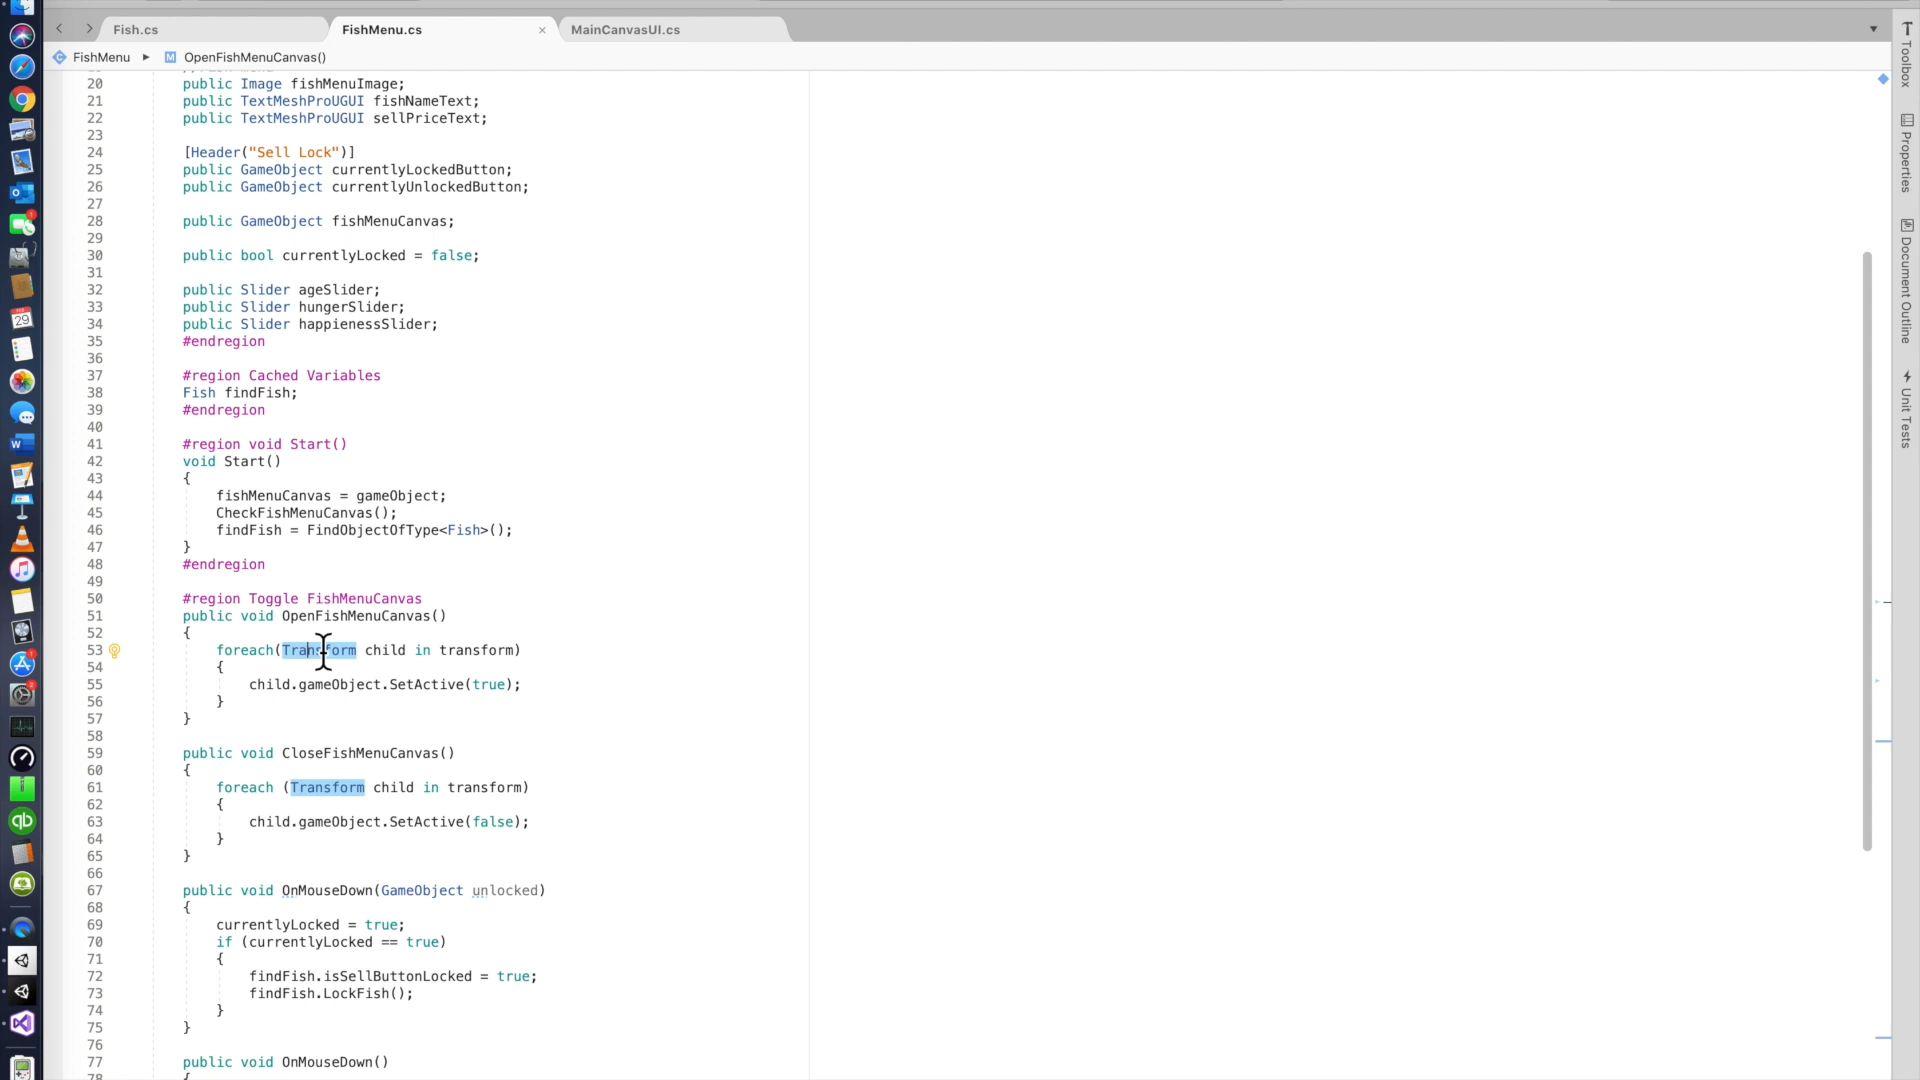 Fish.cs
FishMenu.cs
MainCanvasUI.cs
FishMenu
OpenFishMenuCanvas()
20 public Image fishMenuImage;
21 public TextMeshProUGUI fishNameText;
22 public TextMeshProUGUI sellPriceText;
23
24 [Header("Sell Lock")]
25 public GameObject currentlyLockedButton;
26 public GameObject currentlyUnlockedButton;
27
28 public GameObject fishMenuCanvas;
29
30 public bool currentlyLocked = false;
31
32 public Slider ageSlider;
33 public Slider hungerSlider;
34 public Slider happienessSlider;
35 #endregion
36
37 #region Cached Variables
38 Fish findFish;
39 #endregion
40
41 #region void Start()
42 void Start()
43 {
44 fishMenuCanvas = gameObject;
45 CheckFishMenuCanvas();
46 findFish = FindObjectOfType<Fish>();
47 }
48 #endregion
49
50 #region Toggle FishMenuCanvas
51 public void OpenFishMenuCanvas()
52 {
53 foreach(Transform child in transform)
54 {
55 child.gameObject.SetActive(true);
56 }
57 }
58
59 public void CloseFishMenuCanvas()
60 {
61 foreach (Transform child in transform)
62 {
63 child.gameObject.SetActive(false);
64 }
65 }
66
67 public void OnMouseDown(GameObject unlocked)
68 {
69 currentlyLocked = true;
70 if (currentlyLocked == true)
71 {
72 findFish.isSellButtonLocked = true;
73 findFish.LockFish();
74 }
75 }
76
77 public void OnMouseDown()
78 {
Toolbox
Properties
Document Outline
Unit Tests
29
W
qb